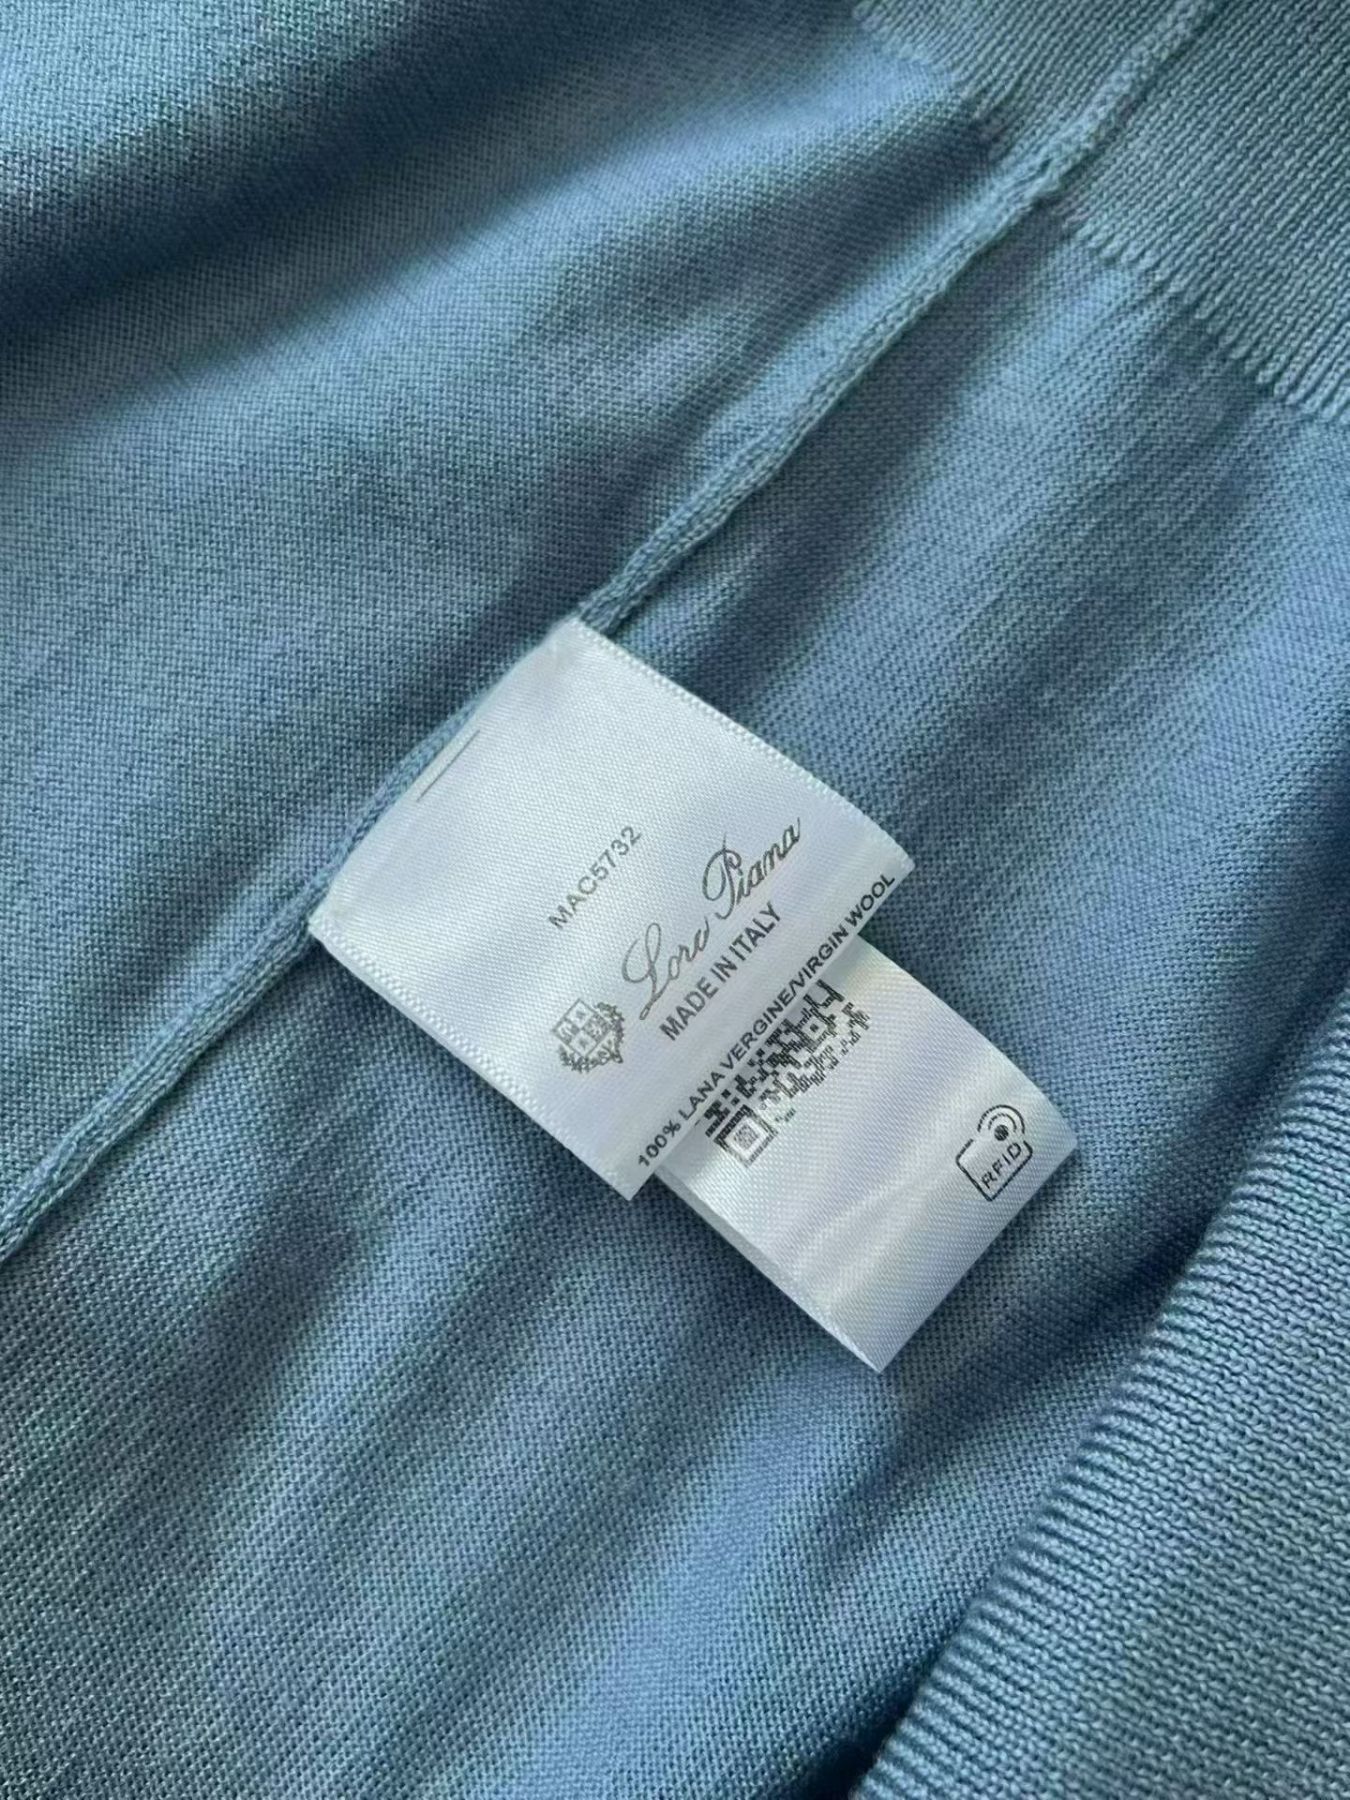 MAC5732
Loro Piana
MADE IN ITALY
100% LANA VERGINE/VIRGIN WOOL
RFID